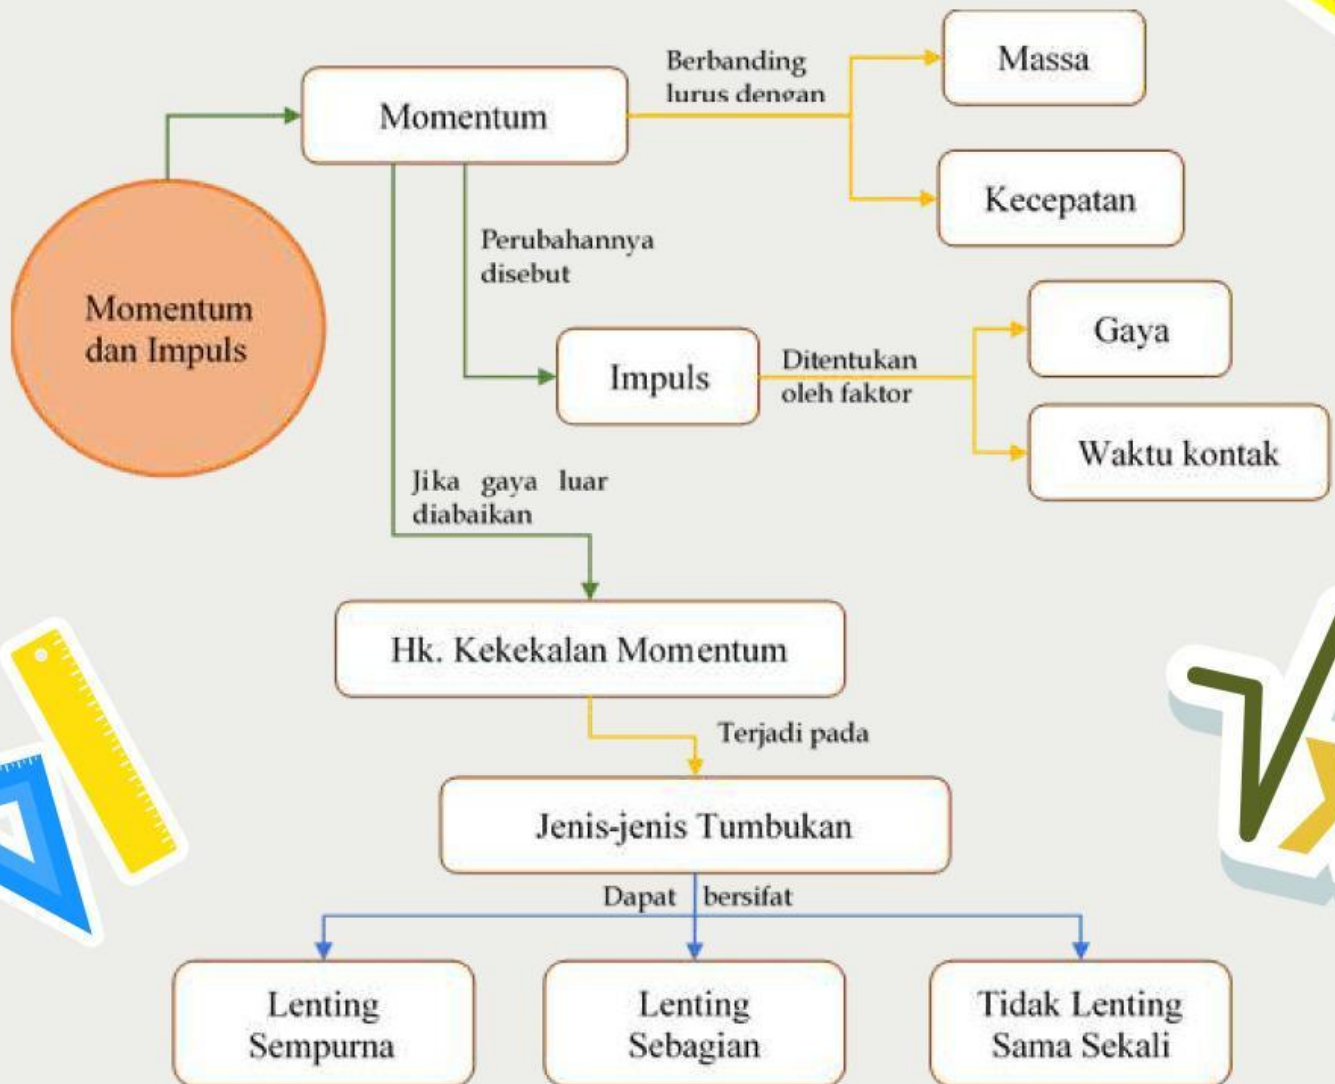 Momentum
dan Impuls
Momentum
Berbanding
lurus dengan
Massa
Kecepatan
Perubahannya
disebut
Impuls
Ditentukan
oleh faktor
Gaya
Waktu kontak
Jika gaya luar
diabaikan
Hk. Kekekalan Momentum
Terjadi pada
Jenis-jenis Tumbukan
Dapat bersifat
Lenting
Sempurna
Lenting
Sebagian
Tidak Lenting
Sama Sekali